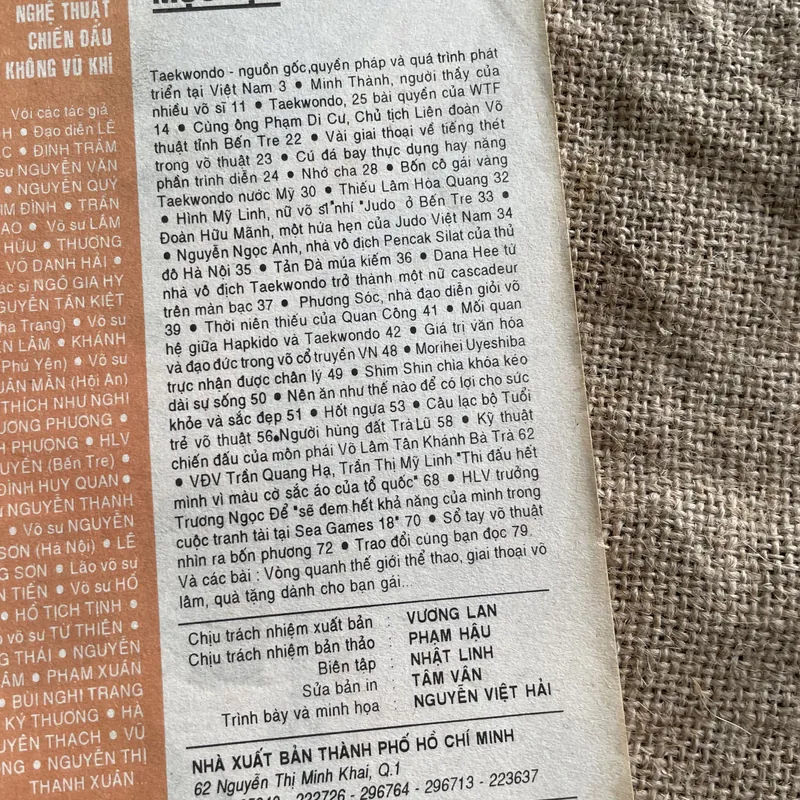 NGHỆ THUẬT
CHIẾN ĐẤU
KHÔNG VŨ KHÍ
Với các tác giả
Đạo diễn LÊ
● ĐINH TRẦM
sư NGUYỄN VĂN
● NGUYỄN QUÝ
ĐÌNH ● TRẦN
● Võ sư LÂM
HỮU ● THƯƠNG
VÕ DANH HẢI ●
sĩ NGÔ GIA HY
NGUYỄN TẤN KIỆT
Trang) ● Võ sư
LÂM ● KHÁNH
(Phú Yên) ● Võ sư
MÃN (Hội An)
THÍCH NHƯ NGHI
PHƯƠNG ●
PHƯỢNG ● HLV
(Bến Tre) ●
ĐÌNH HUY QUAN ●
NGUYỄN THANH
● Võ sư NGUYỄN
SƠN (Hà Nội) ● LÊ
SƠN ● Lão võ sư
TIẾN ● Võ sư HỒ
● HỒ TỊCH TỊNH ●
võ sư TỪ THIỆN ●
THÁI ● NGUYỄN
● PHẠM XUÂN
● BÙI NGHI TRANG
KỲ THƯƠNG ● HÀ
THẠCH ● VŨ
● NGUYỄN THỊ
THANH XUÂN...
Taekwondo - nguồn gốc,quyền pháp và quá trình phát
triển tại Việt Nam 3 ● Minh Thành, người thầy của
nhiều võ sĩ 11 ● Taekwondo, 25 bài quyền của WTF
14 ● Cùng ông Phạm Di Cư, Chủ tịch Liên đoàn Võ
thuật tỉnh Bến Tre 22 ● Vài giai thoại về tiếng thét
trong võ thuật 23 ● Cú đá bay thực dụng hay nặng
phần trình diễn 24 ● Nhớ cha 28 ● Bốn cô gái vàng
Taekwondo nước Mỹ 30 ● Thiếu Lâm Hòa Quang 32
● Hình Mỹ Linh, nữ võ sĩ "nhí" Judo ở Bến Tre 33 ●
Đoàn Hữu Mãnh, một hứa hẹn của Judo Việt Nam 34
● Nguyễn Ngọc Anh, nhà vô địch Pencak Silat của thủ
đô Hà Nội 35 ● Tản Đà múa kiếm 36 ● Dana Hee từ
nhà vô địch Taekwondo trở thành một nữ cascadeur
trên màn bạc 37 ● Phương Sóc, nhà đạo diễn giỏi võ
39 ● Thời niên thiếu của Quan Công 41 ● Mối quan
hệ giữa Hapkido và Taekwondo 42 ● Giá trị văn hóa
và đạo đức trong võ cổ truyền VN 48 ● Morihei Uyeshiba
trực nhận được chân lý 49 ● Shim Shin chìa khóa kéo
dài sự sống 50 ● Nên ăn như thế nào để có lợi cho sức
khỏe và sắc đẹp 51 ● Hốt ngựa 53 ● Câu lạc bộ Tuổi
trẻ võ thuật 56●Người hùng đất Trà Lũ 58 ● Kỹ thuật
chiến đấu của môn phái Võ Lâm Tân Khánh Bà Trà 62
● VĐV Trần Quang Hạ, Trần Thị Mỹ Linh "Thi đấu hết
mình vì màu cờ sắc áo của tổ quốc" 68 ● HLV trưởng
Trương Ngọc Để "sẽ đem hết khả năng của mình trong
cuộc tranh tài tại Sea Games 18" 70 ● Sổ tay võ thuật
nhìn ra bốn phương 72 ● Trao đổi cùng bạn đọc 79.
Và các bài : Vòng quanh thế giới thể thao, giai thoại võ
lâm, quà tặng dành cho bạn gái...
Chịu trách nhiệm xuất bản : VƯƠNG LAN
Chịu trách nhiệm bản thảo : PHẠM HẬU
Biên tập : NHẬT LINH
Sửa bản in : TÂM VÂN
Trình bày và minh họa : NGUYỄN VIỆT HẢI
NHÀ XUẤT BẢN THÀNH PHỐ HỒ CHÍ MINH
62 Nguyễn Thị Minh Khai, Q.1
222726 - 296764 - 296713 - 223637